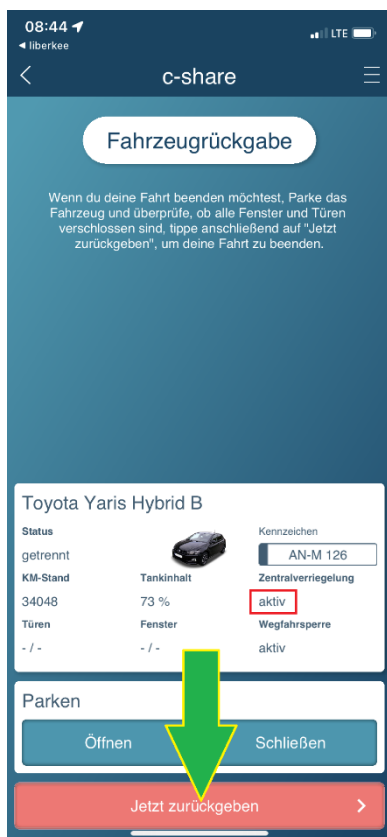 08:44
◀ liberkee
LTE
c-share
Fahrzeugrückgabe
Wenn du deine Fahrt beenden
möchtest, Parke das
Fahrzeug und überprüfe, ob alle
Fenster und Türen
verschlossen sind, tippe anschließend auf "Jetzt
zurückgeben", um deine Fahrt zu beenden.
Toyota Yaris Hybrid B
Status
Kennzeichen
getrennt
AN-M 126
KM-Stand Tankinhalt Zentralverriegelung
34048 73 % aktiv
Türen Fenster Wegfahrsperre
- / - - / - aktiv
Parken
Öffnen Schließen
Jetzt zurückgeben